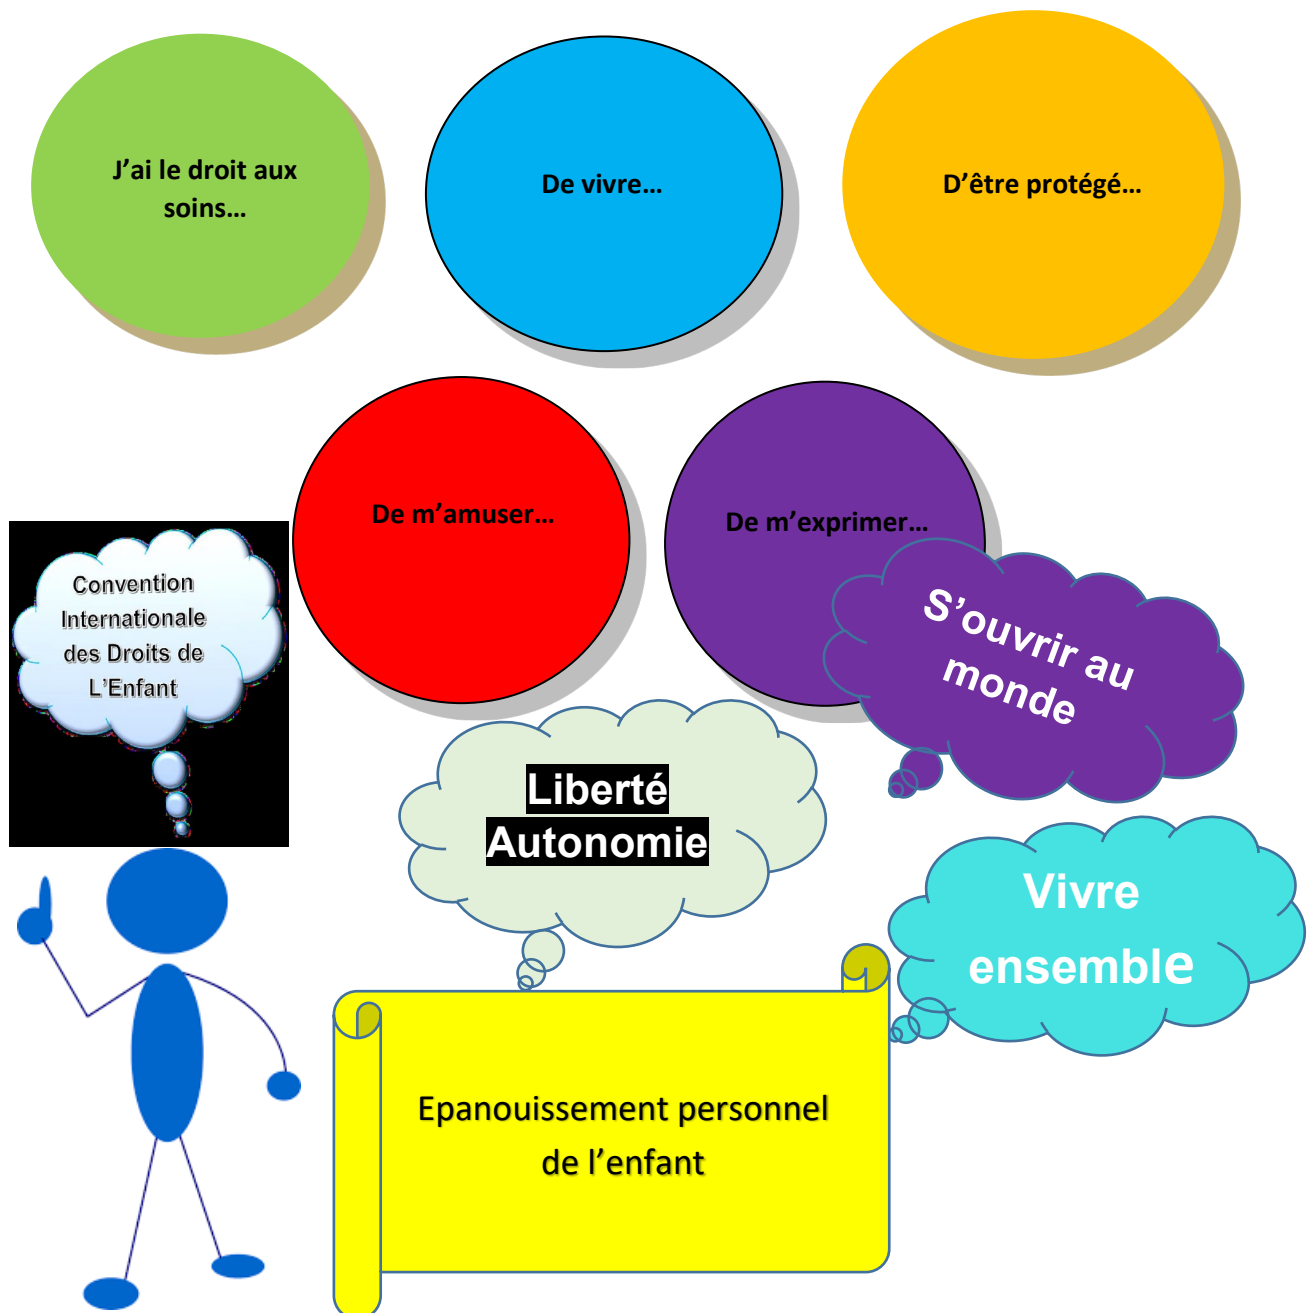 J'ai le droit aux
soins…
De vivre…
D'être protégé…
De m'amuser…
De m'exprimer…
Convention
Internationale
des Droits de
L'Enfant
S'ouvrir au
monde
Liberté
Autonomie
Vivre
ensemble
Epanouissement personnel
de l'enfant